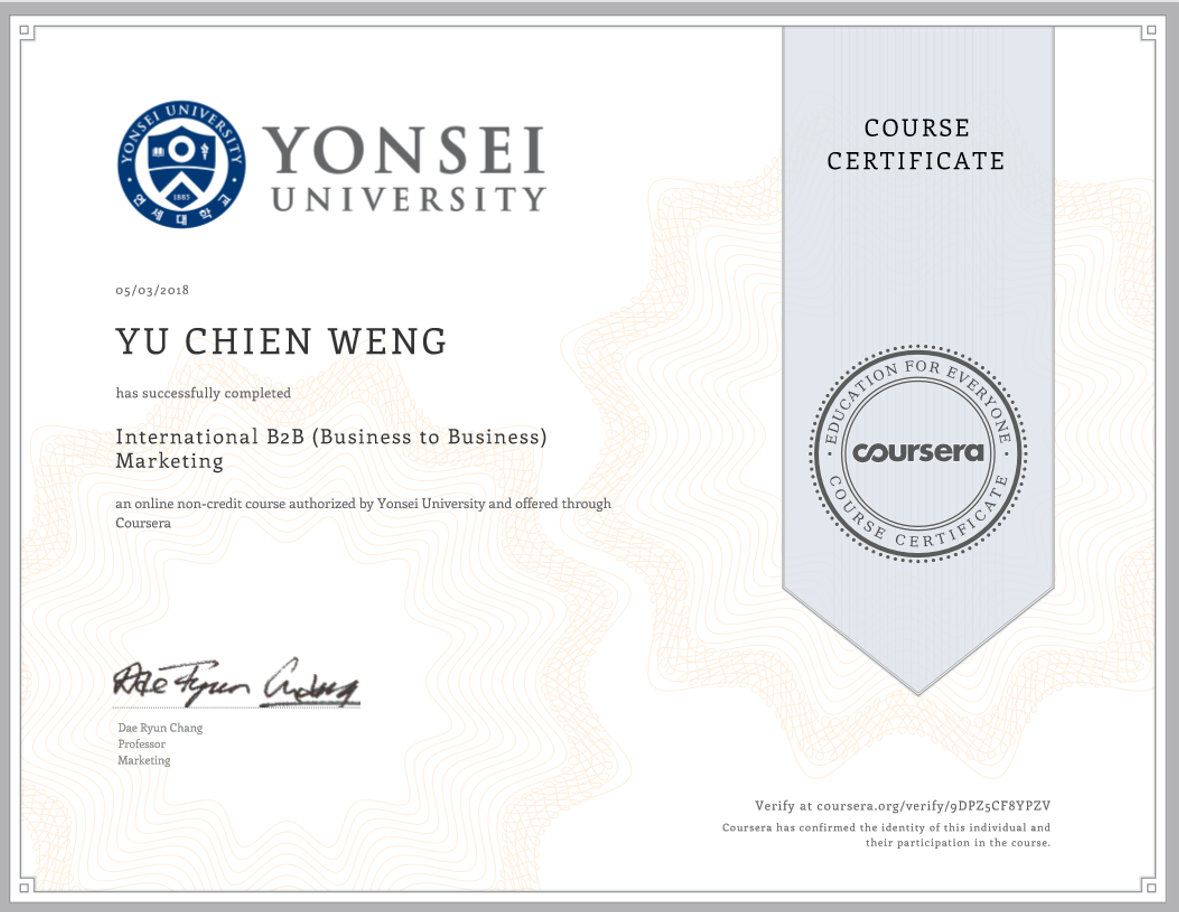 YONSEI UNIVERSITY
1885
연세대학교
YONSEI
UNIVERSITY
COURSE
CERTIFICATE
05/03/2018
YU CHIEN WENG
has successfully completed
International B2B (Business to Business)
Marketing
an online non-credit course authorized by Yonsei University and offered through
Coursera
EDUCATION FOR EVERYONE
coursera
COURSE CERTIFICATE
Dae Ryun Chang
Dae Ryun Chang
Professor
Marketing
Verify at coursera.org/verify/9DPZ5CF8YPZV
Coursera has confirmed the identity of this individual and
their participation in the course.